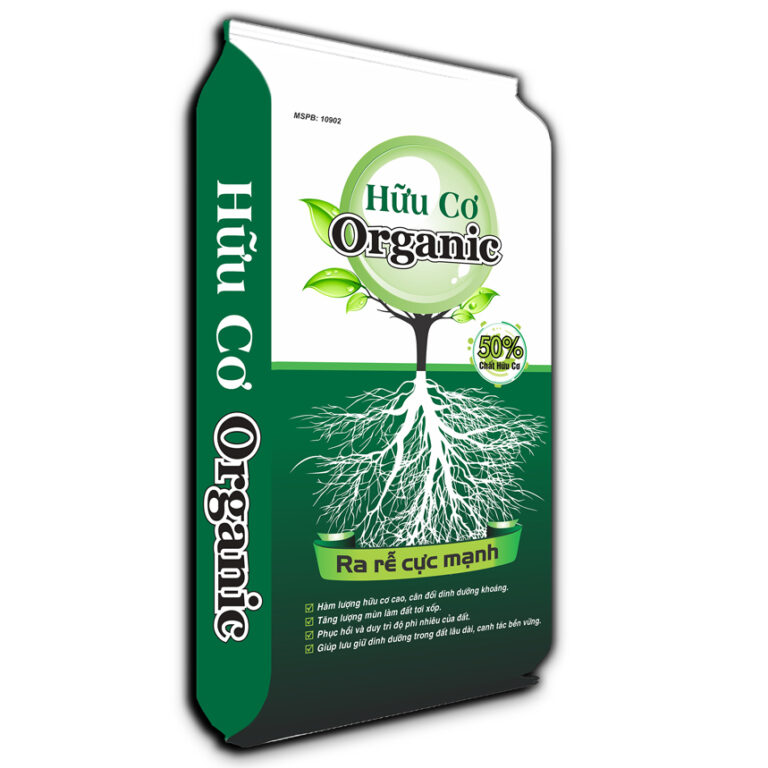 MSPB: 10902
Hữu Cơ
Organic
50%
Chất Hữu Cơ
Ra rễ cực mạnh
☑ Hàm lượng hữu cơ cao, cân đối dinh dưỡng khoáng.
☑ Tăng lượng mùn làm đất tơi xốp.
☑ Phục hồi và duy trì độ phì nhiêu của đất.
☑ Giúp lưu giữ dinh dưỡng trong đất lâu dài, canh tác bền vững.
Hữu Cơ Organic